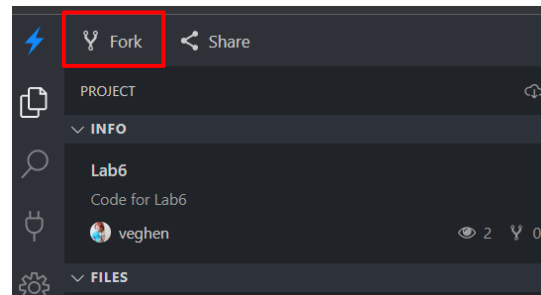 Fork Share
PROJECT
INFO
Lab6
Code for Lab6
veghen 2 0
FILES